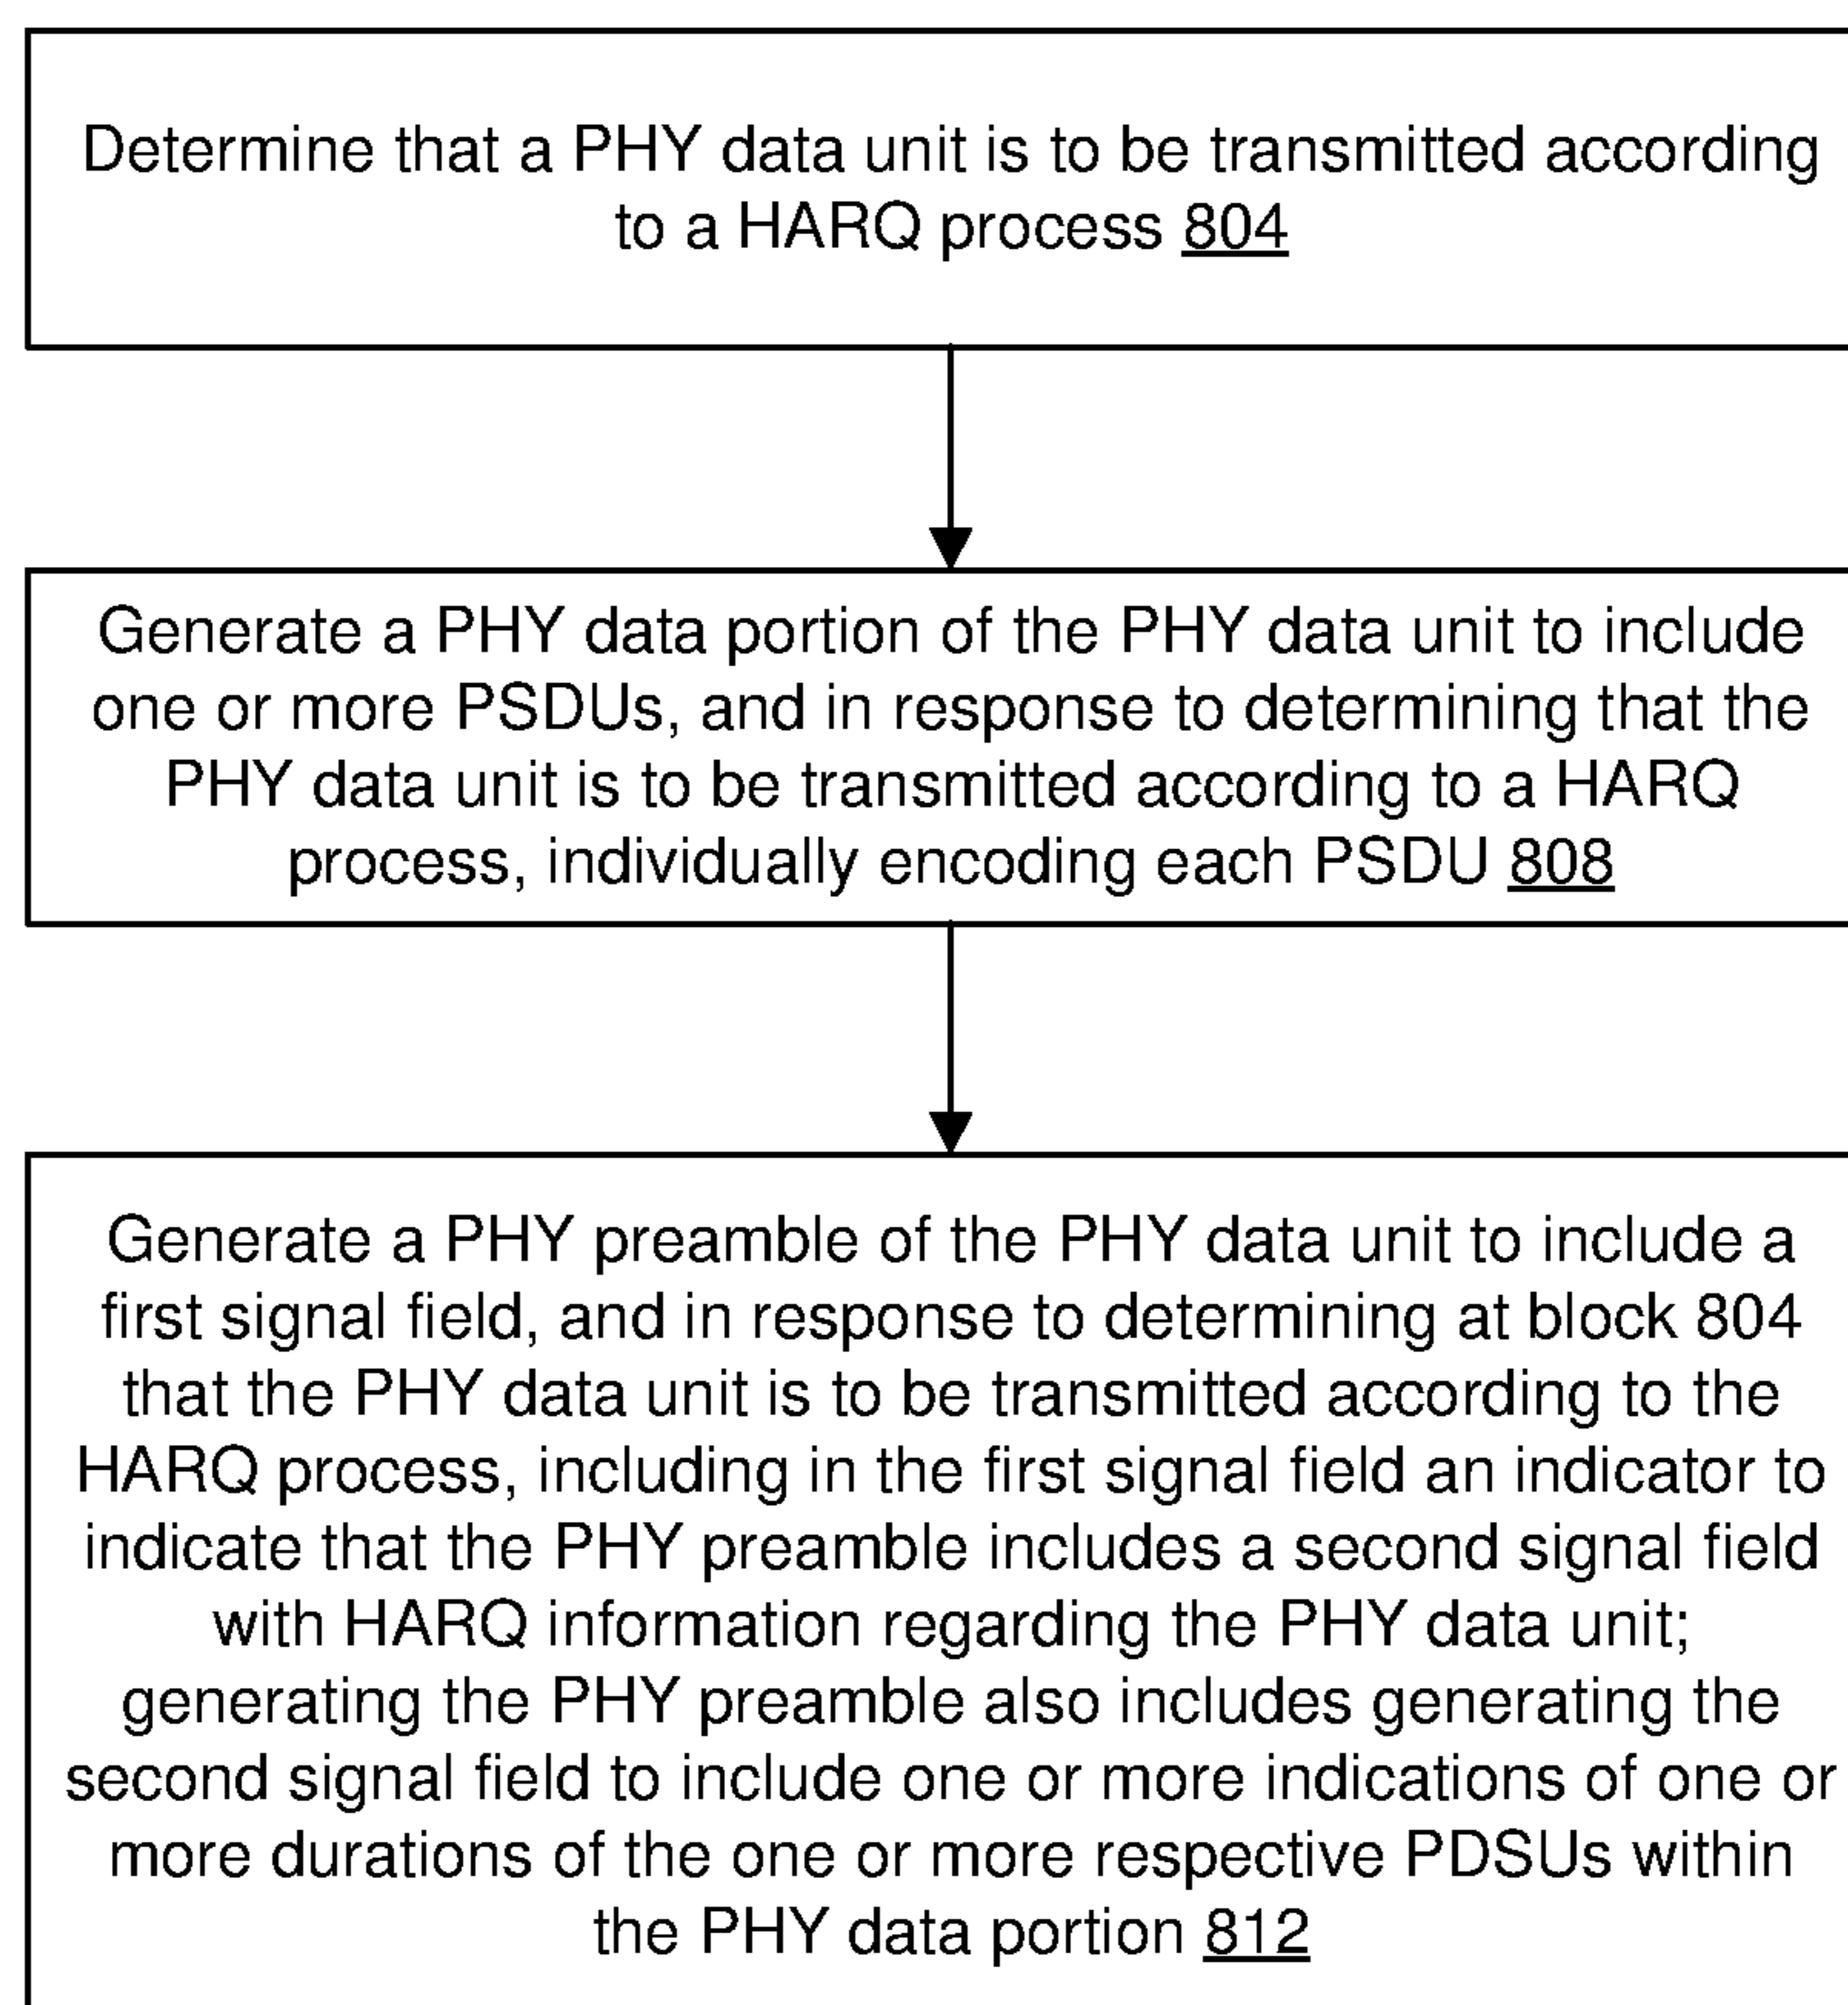 Determine that a PHY data unit is to be transmitted according
to a HARQ process 804
Generate a PHY data portion of the PHY data unit to include
one or more PSDUs, and in response to determining that the
PHY data unit is to be transmitted according to a HARQ
process, individually encoding each PSDU 808
Generate a PHY preamble of the PHY data unit to include a
first signal field, and in response to determining at block 804
that the PHY data unit is to be transmitted according to the
HARQ process, including in the first signal field an indicator to
indicate that the PHY preamble includes a second signal field
with HARQ information regarding the PHY data unit;
generating the PHY preamble also includes generating the
second signal field to include one or more indications of one or
more durations of the one or more respective PDSUs within
the PHY data portion 812